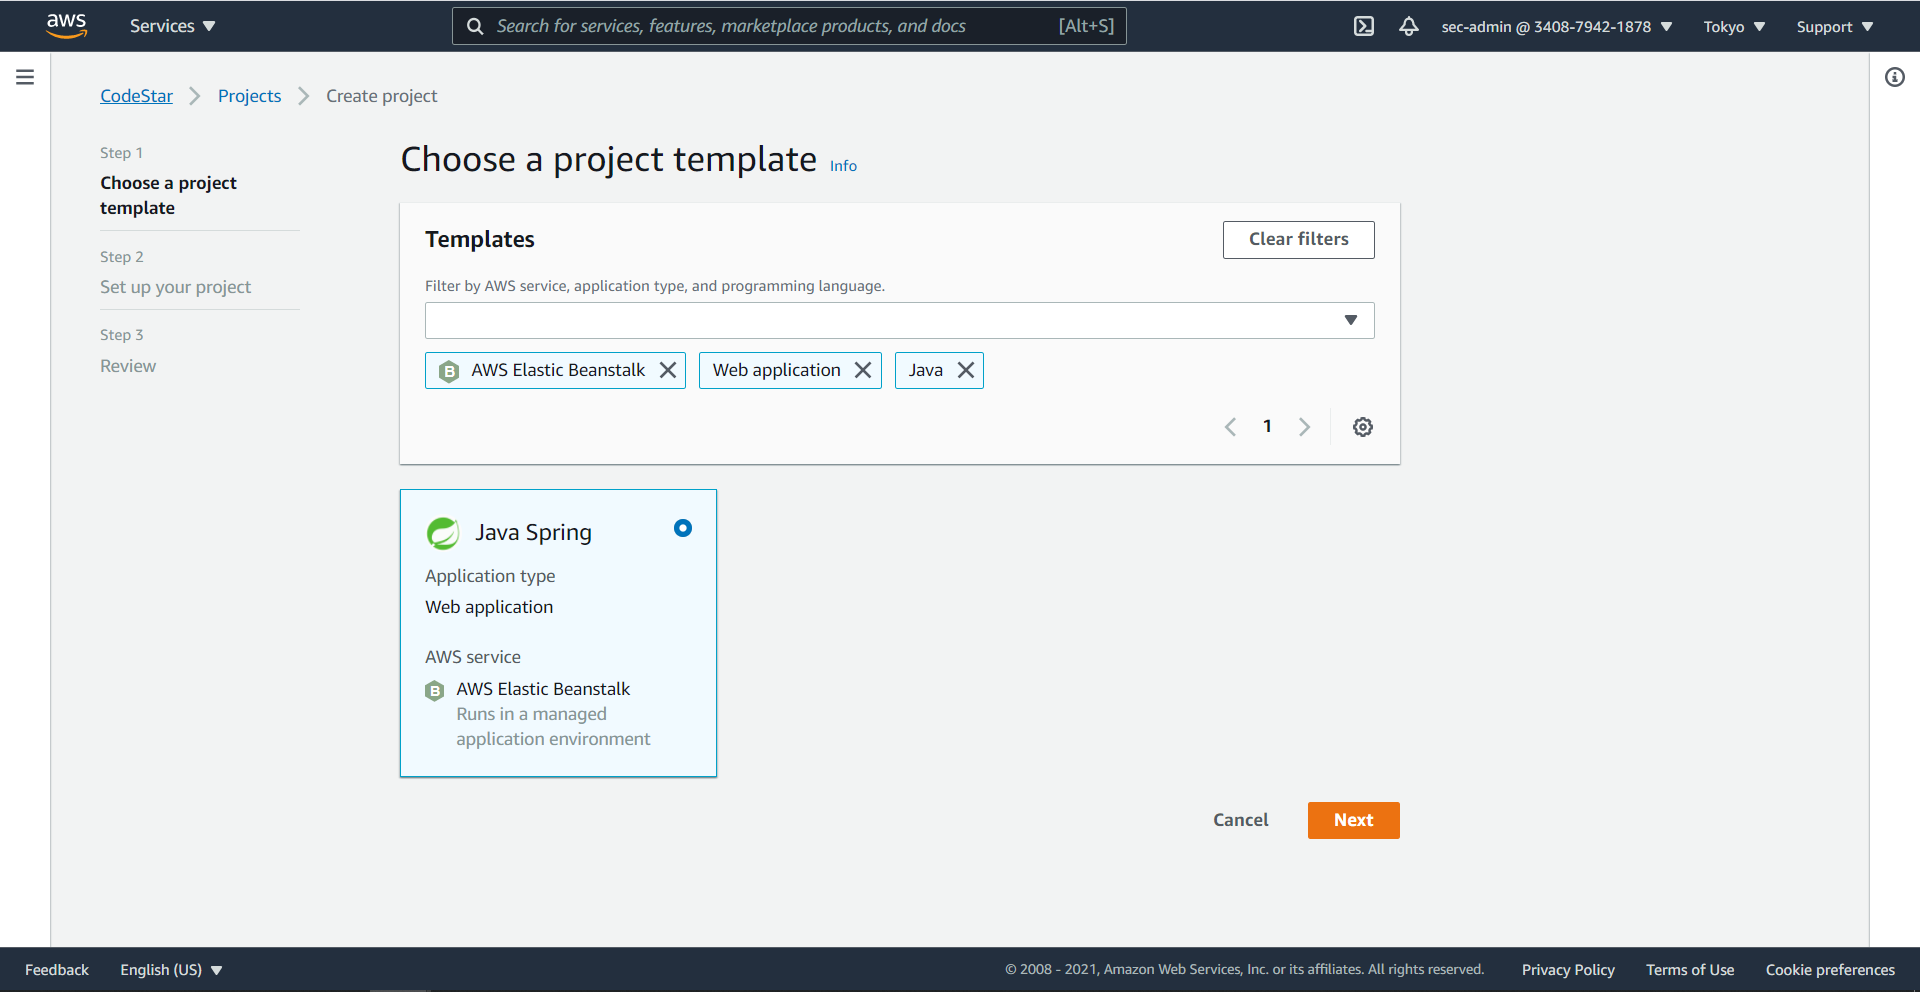 aws
Services
Search for services, features, marketplace products, and docs
[Alt+S]
sec-admin @ 3408-7942-1878
Tokyo
Support
CodeStar
Projects
Create project
Step 1
Choose a project
template
Step 2
Set up your project
Step 3
Review
Choose a project template
Info
Templates
Clear filters
Filter by AWS service, application type, and programming language.
B AWS Elastic Beanstalk
Web application
Java
1
Java Spring
Application type
Web application
AWS service
B AWS Elastic Beanstalk
Runs in a managed
application environment
Cancel
Next
Feedback
English (US)
© 2008 - 2021, Amazon Web Services, Inc. or its affiliates. All rights reserved.
Privacy Policy
Terms of Use
Cookie preferences